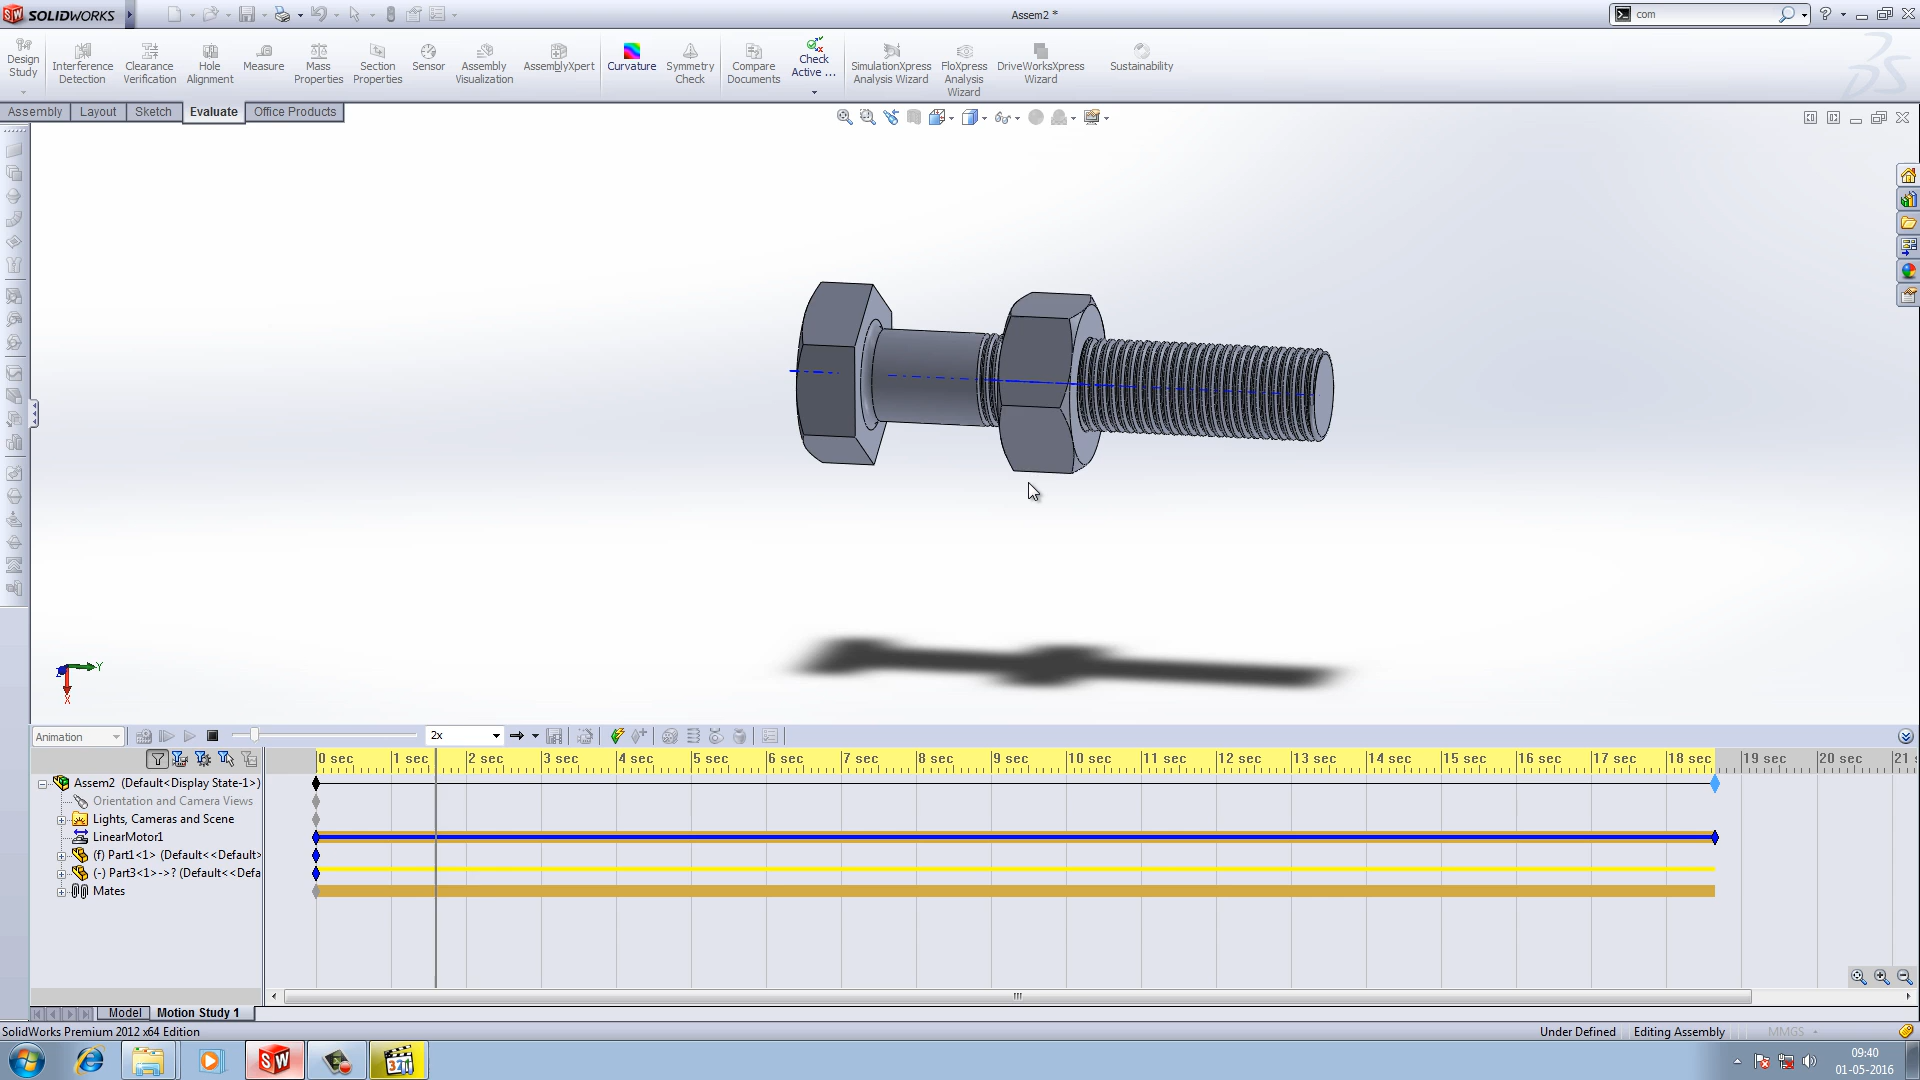 SOLIDWORKS
Assem2 *
com
Design Study
Interference Detection
Clearance Verification
Hole Alignment
Measure
Mass Properties
Section Properties
Sensor
Assembly Visualization
AssemblyXpert
Curvature
Symmetry Check
Compare Documents
Check Active ...
SimulationXpress Analysis Wizard
FloXpress Analysis Wizard
DriveWorksXpress Wizard
Sustainability
Assembly
Layout
Sketch
Evaluate
Office Products
Y
X
Animation
2x
0 sec 1 sec 2 sec 3 sec 4 sec 5 sec 6 sec 7 sec 8 sec 9 sec 10 sec 11 sec 12 sec 13 sec 14 sec 15 sec 16 sec 17 sec 18 sec 19 sec 20 sec 21 s
Assem2 (Default<Display State-1>)
Orientation and Camera Views
Lights, Cameras and Scene
LinearMotor1
(f) Part1<1> (Default<<Default>
(-) Part3<1>->? (Default<<Defa
Mates
Model
Motion Study 1
SolidWorks Premium 2012 x64 Edition
Under Defined
Editing Assembly
MMGS
SW
321
09:40
01-05-2016